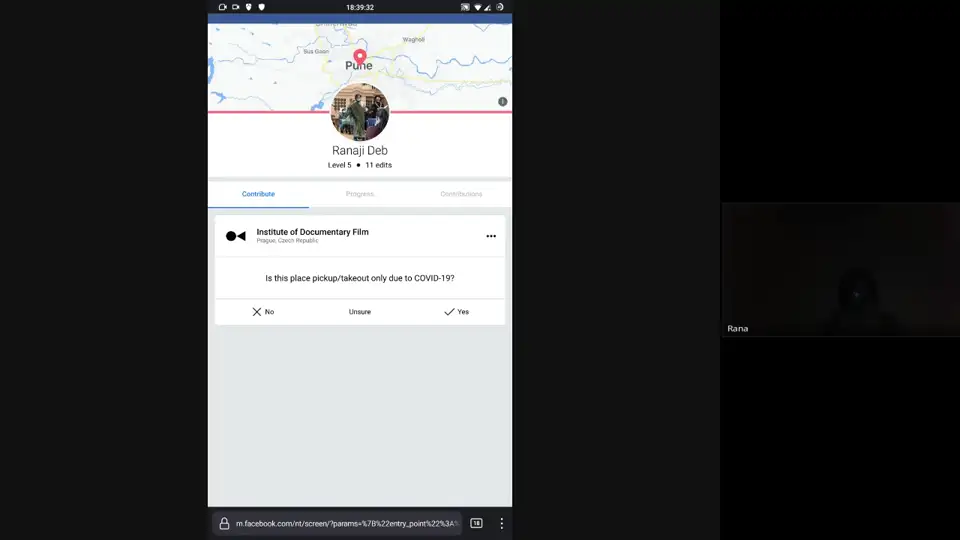 18:39:32
Wagholi
Sus Gaon
Pune
Ranaji Deb
Level 5 • 11 edits
Contribute
Progress
Contributions
Institute of Documentary Film
Prague, Czech Republic
Is this place pickup/takeout only due to COVID-19?
No
Unsure
Yes
m.facebook.com/nt/screen/?params=%7B%22entry_point%22%3A%
18
Rana